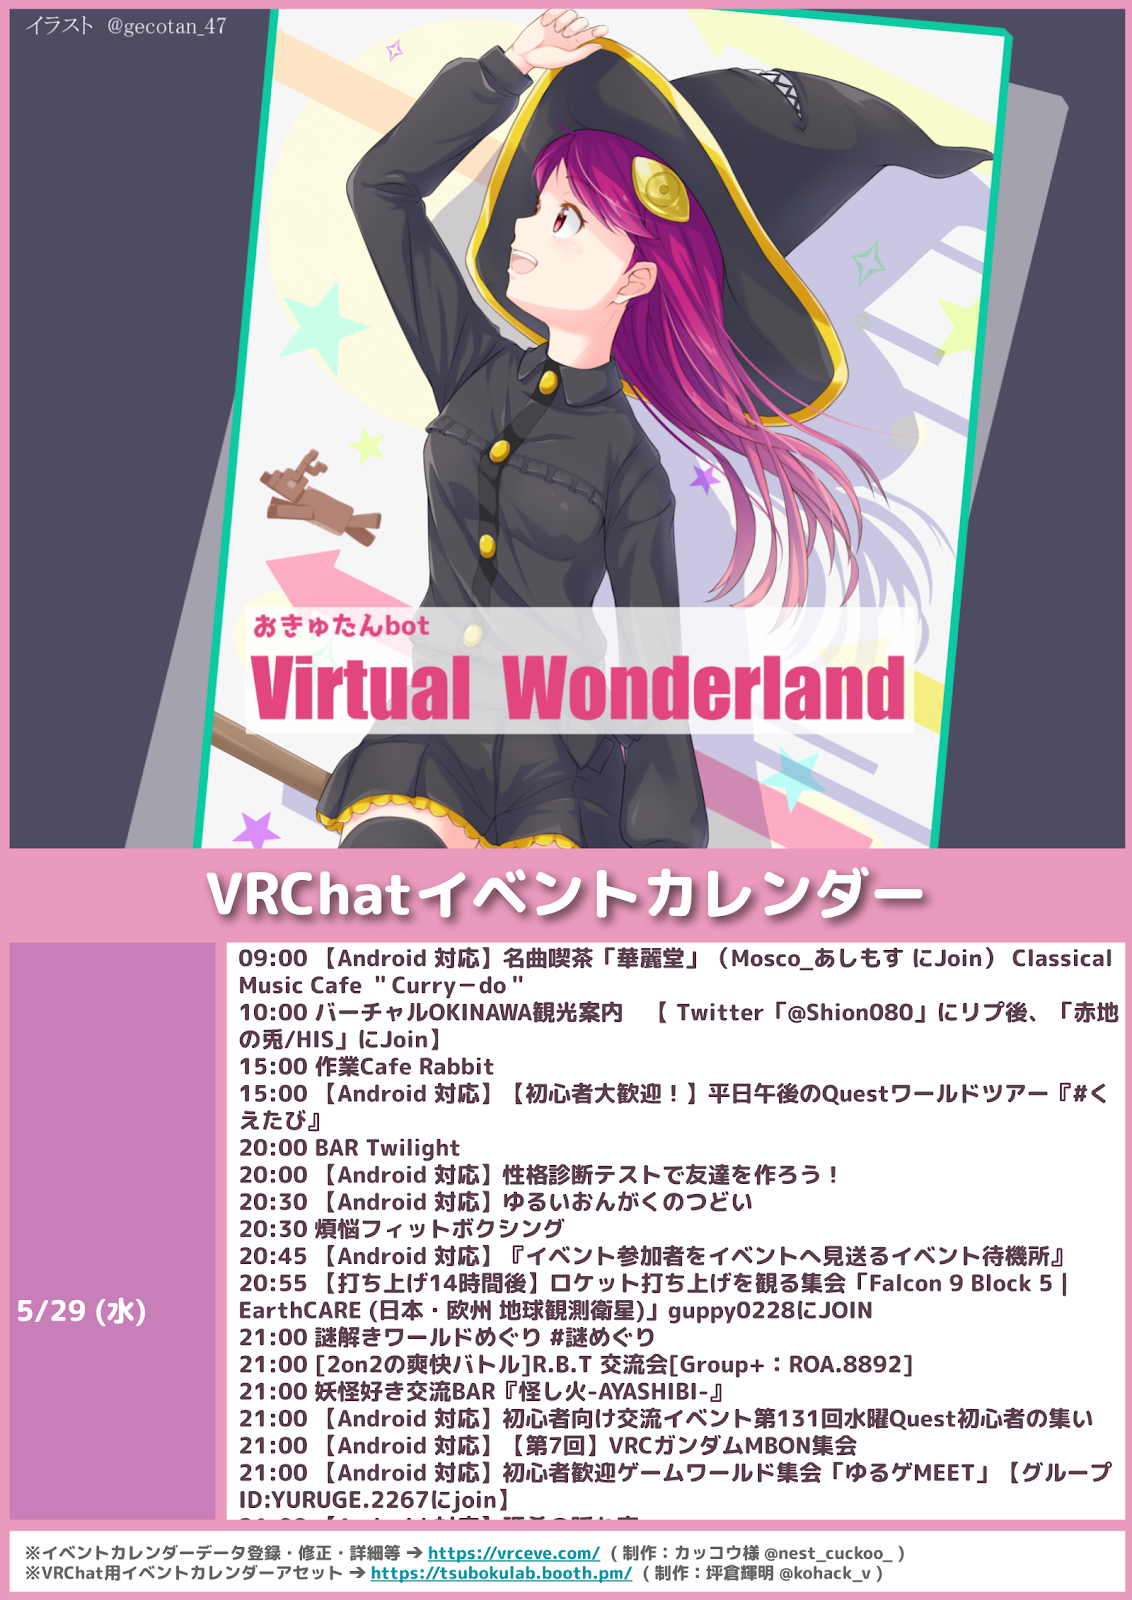 イラスト @gecotan_47
おきゅたんbot
Virtual Wonderland
VRChatイベントカレンダー
5/29 (水)
09:00 【Android 対応】名曲喫茶「華麗堂」（Mosco_あしもす にJoin） Classical
Music Cafe ＂Curry－do＂
10:00 バーチャルOKINAWA観光案内　【 Twitter「@Shion080」にリプ後、「赤地
の兎/HIS」にJoin】
15:00 作業Cafe Rabbit
15:00 【Android 対応】【初心者大歓迎！】平日午後のQuestワールドツアー『#く
えたび』
20:00 BAR Twilight
20:00 【Android 対応】性格診断テストで友達を作ろう！
20:30 【Android 対応】ゆるいおんがくのつどい
20:30 煩悩フィットボクシング
20:45 【Android 対応】『イベント参加者をイベントへ見送るイベント待機所』
20:55 【打ち上げ14時間後】ロケット打ち上げを観る集会「Falcon 9 Block 5 |
EarthCARE (日本・欧州 地球観測衛星)」guppy0228にJOIN
21:00 謎解きワールドめぐり #謎めぐり
21:00 [2on2の爽快バトル]R.B.T 交流会[Group+：ROA.8892]
21:00 妖怪好き交流BAR『怪し火-AYASHIBI-』
21:00 【Android 対応】初心者向け交流イベント第131回水曜Quest初心者の集い
21:00 【Android 対応】【第7回】VRCガンダムMBON集会
21:00 【Android 対応】初心者歓迎ゲームワールド集会「ゆるゲMEET」【グループ
ID:YURUGE.2267にjoin】
21:00 【Android 対応】
※イベントカレンダーデータ登録・修正・詳細等 ➔ https://vrceve.com/ （ 制作：カッコウ様 @nest_cuckoo_ ）
※VRChat用イベントカレンダーアセット ➔ https://tsubokulab.booth.pm/ （ 制作：坪倉輝明 @kohack_v ）